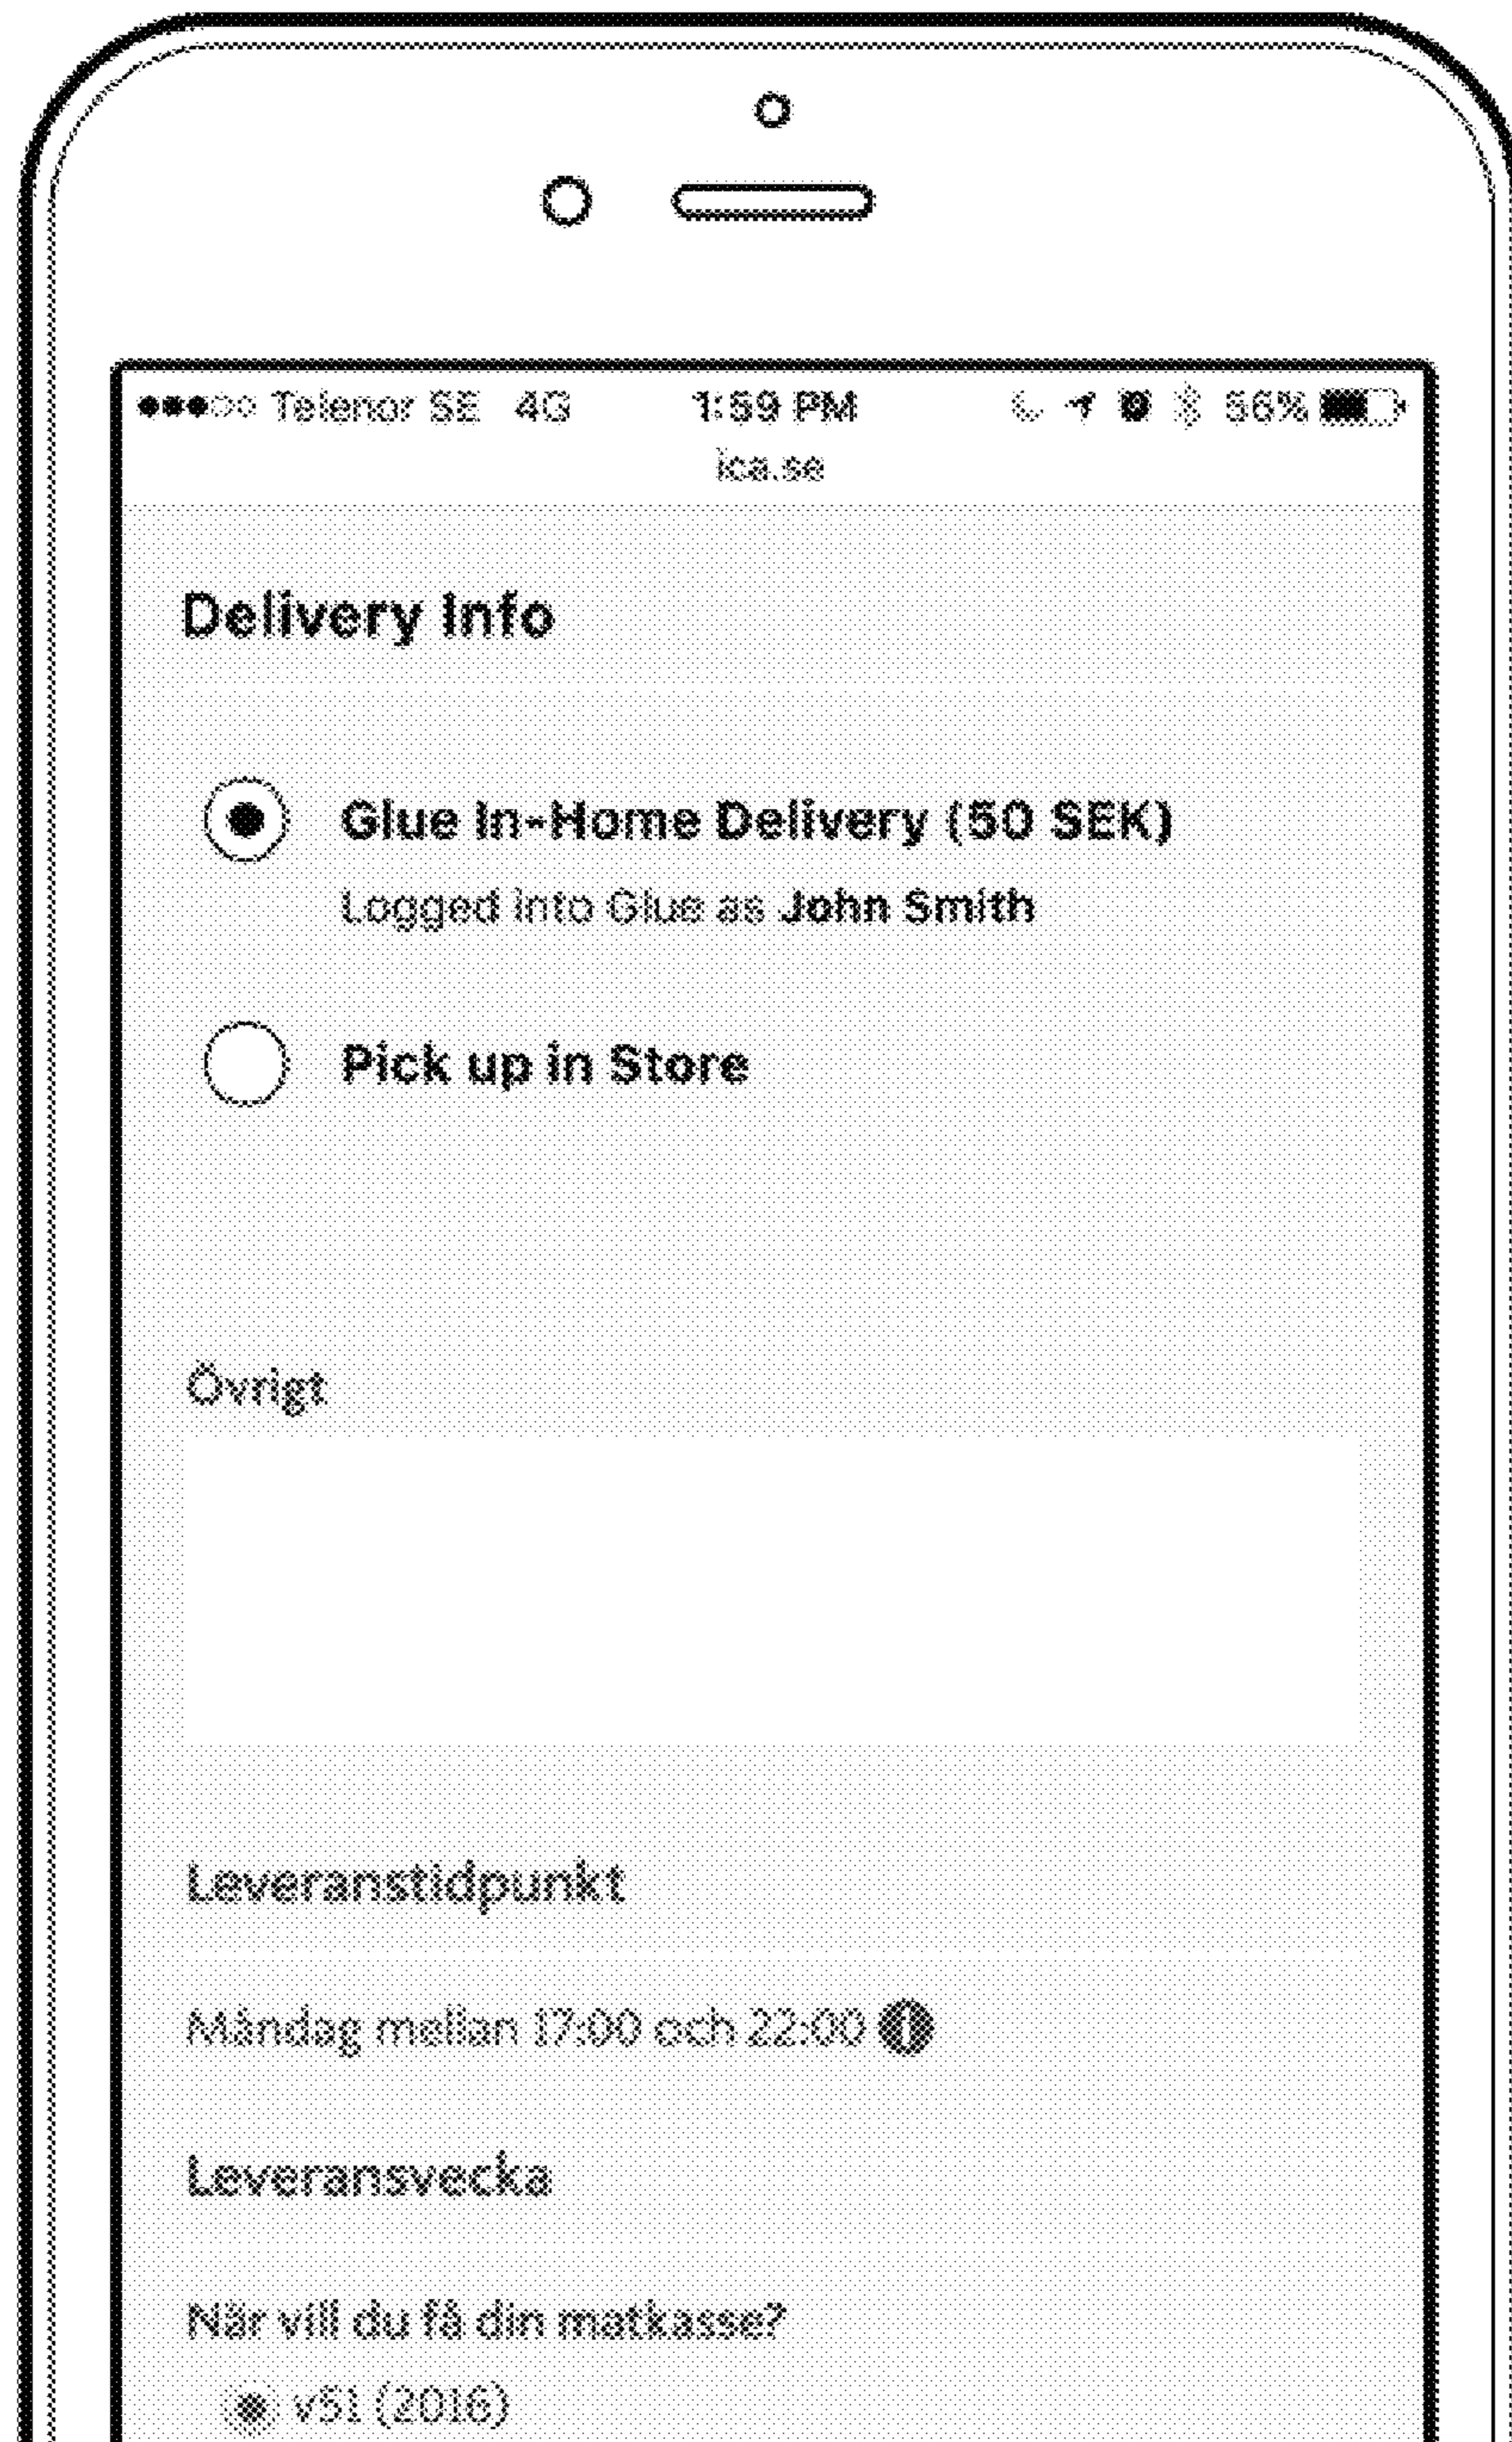 Telenor SE 4G 1:59 PM 56%
ica.se
Delivery Info
Glue In-Home Delivery (50 SEK)
Logged into Glue as John Smith
Pick up in Store
Övrigt
Leveranstidpunkt
Måndag mellan 17:00 och 22:00
Leveransvecka
När vill du få din matkasse?
v51 (2016)